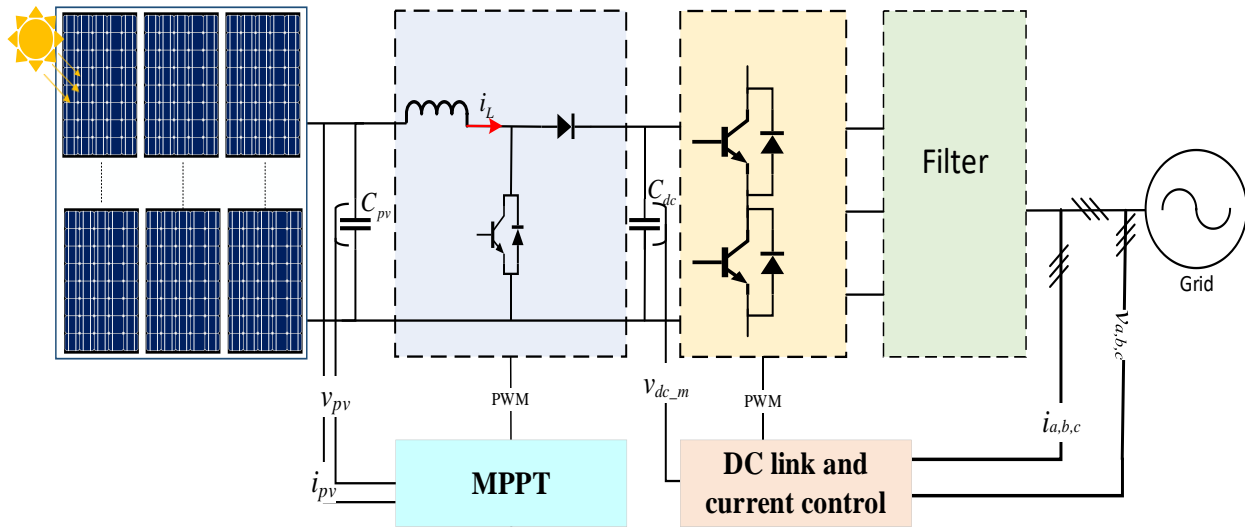 i_L
C_pv
C_dc
Filter
Grid
v_pv
PWM
v_dc_m
PWM
v_a,b,c
i_a,b,c
i_pv
MPPT
DC link and
current control